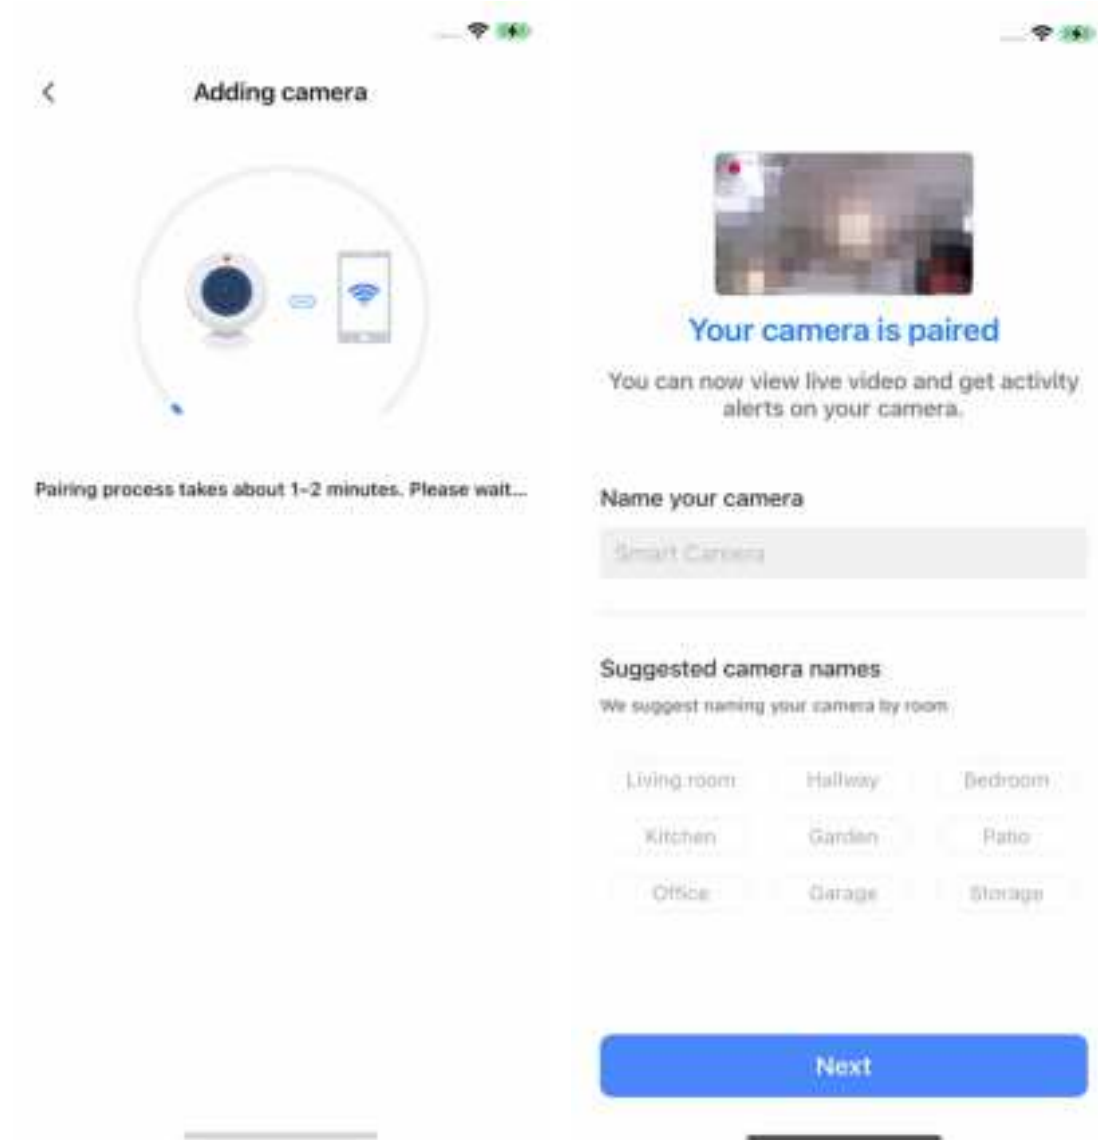 Adding camera
Pairing process takes about 1-2 minutes. Please wait...
Your camera is paired
You can now view live video and get activity
alerts on your camera.
Name your camera
Smart Camera
Suggested camera names
We suggest naming your camera by room
Living room Hallway Bedroom
Kitchen Garden Patio
Office Garage Storage
Next